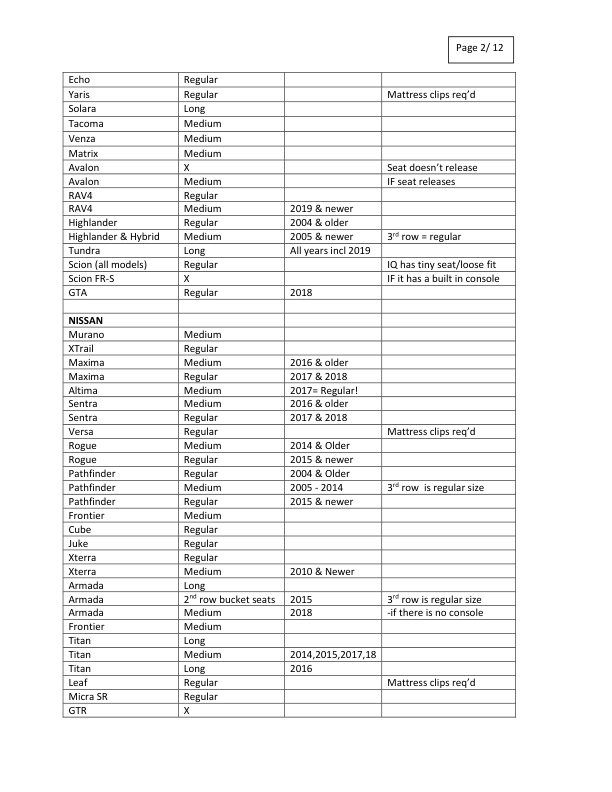 Page 2/ 12
Echo Regular
Yaris Regular Mattress clips req’d
Solara Long
Tacoma Medium
Venza Medium
Matrix Medium
Avalon X Seat doesn’t release
Avalon Medium IF seat releases
RAV4 Regular
RAV4 Medium 2019 & newer
Highlander Regular 2004 & older
Highlander & Hybrid Medium 2005 & newer 3rd row = regular
Tundra Long All years incl 2019
Scion (all models) Regular IQ has tiny seat/loose fit
Scion FR-S X IF it has a built in console
GTA Regular 2018
NISSAN
Murano Medium
XTrail Regular
Maxima Medium 2016 & older
Maxima Regular 2017 & 2018
Altima Medium 2017= Regular!
Sentra Medium 2016 & older
Sentra Regular 2017 & 2018
Versa Regular Mattress clips req’d
Rogue Medium 2014 & Older
Rogue Regular 2015 & newer
Pathfinder Regular 2004 & Older
Pathfinder Medium 2005 - 2014 3rd row is regular size
Pathfinder Regular 2015 & newer
Frontier Medium
Cube Regular
Juke Regular
Xterra Regular
Xterra Medium 2010 & Newer
Armada Long
Armada 2nd row bucket seats 2015 3rd row is regular size
Armada Medium 2018 -if there is no console
Frontier Medium
Titan Long
Titan Medium 2014,2015,2017,18
Titan Long 2016
Leaf Regular Mattress clips req’d
Micra SR Regular
GTR X